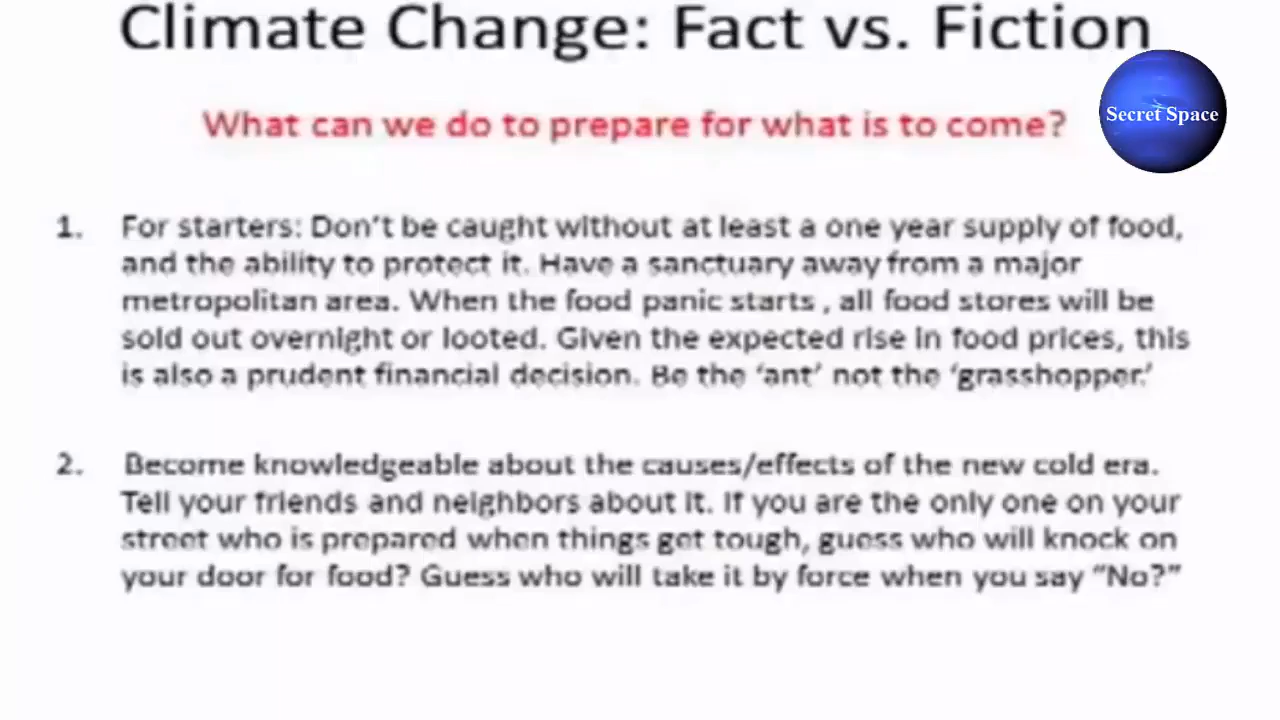 Climate Change: Fact vs. Fiction
What can we do to prepare for what is to come?
Secret Space
1. For starters: Don't be caught without at least a one year supply of food,
and the ability to protect it. Have a sanctuary away from a major
metropolitan area. When the food panic starts , all food stores will be
sold out overnight or looted. Given the expected rise in food prices, this
is also a prudent financial decision. Be the ‘ant’ not the ‘grasshopper.’
2. Become knowledgeable about the causes/effects of the new cold era.
Tell your friends and neighbors about it. If you are the only one on your
street who is prepared when things get tough, guess who will knock on
your door for food? Guess who will take it by force when you say “No?”